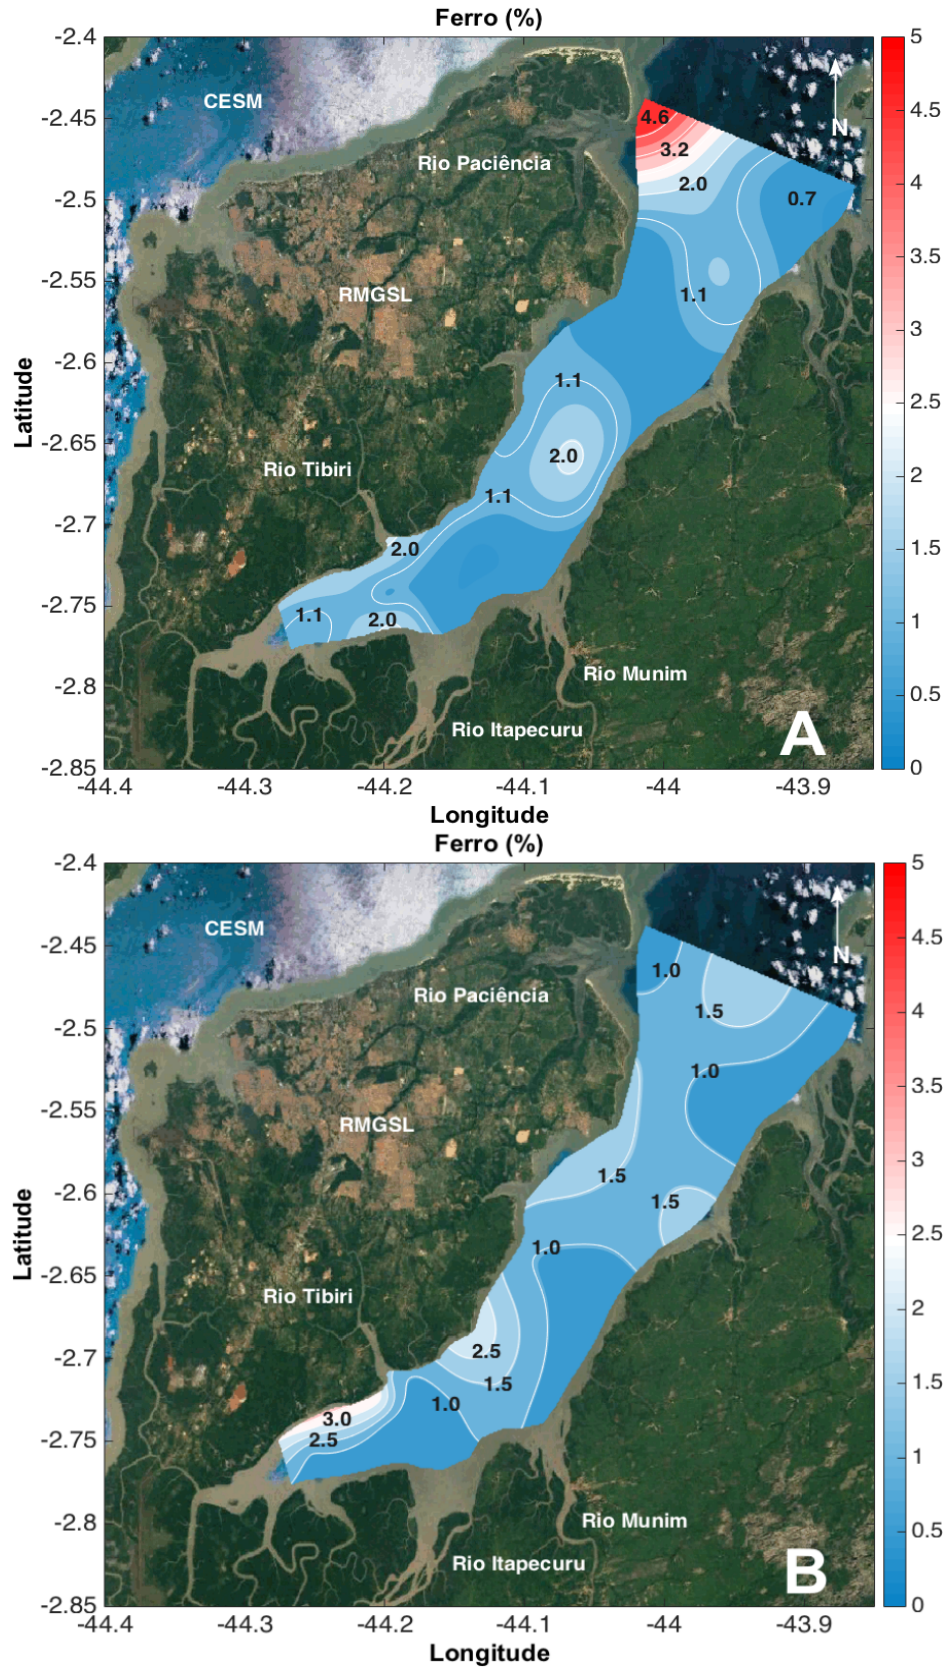 Ferro (%)
-2.4
-2.45
-2.5
-2.55
-2.6
-2.65
-2.7
-2.75
-2.8
-2.85
Latitude
CESM
Rio Paciência
RMGSL
Rio Tibiri
Rio Munim
Rio Itapecuru
N
4.6
3.2
2.0
0.7
1.1
1.1
2.0
1.1
2.0
1.1
2.0
A
5
4.5
4
3.5
3
2.5
2
1.5
1
0.5
0
-44.4 -44.3 -44.2 -44.1 -44 -43.9
Longitude
Ferro (%)
-2.4
-2.45
-2.5
-2.55
-2.6
-2.65
-2.7
-2.75
-2.8
-2.85
Latitude
CESM
Rio Paciência
RMGSL
Rio Tibiri
Rio Munim
Rio Itapecuru
N
1.0
1.5
1.0
1.5
1.5
1.0
2.5
1.5
1.0
3.0
2.5
B
5
4.5
4
3.5
3
2.5
2
1.5
1
0.5
0
-44.4 -44.3 -44.2 -44.1 -44 -43.9
Longitude